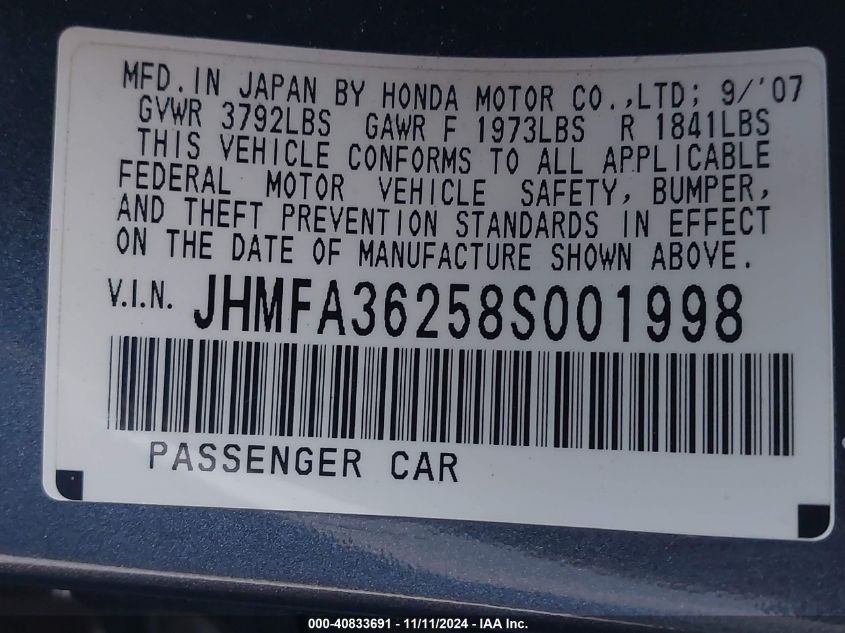 MFD. IN JAPAN BY HONDA MOTOR CO.,LTD; 9/'07
GVWR 3792LBS GAWR F 1973LBS R 1841LBS
THIS VEHICLE CONFORMS TO ALL APPLICABLE
FEDERAL MOTOR VEHICLE SAFETY, BUMPER,
AND THEFT PREVENTION STANDARDS IN EFFECT
ON THE DATE OF MANUFACTURE SHOWN ABOVE.
V.I.N. JHMFA36258S001998
PASSENGER CAR
000-40833691 - 11/11/2024 - IAA Inc.